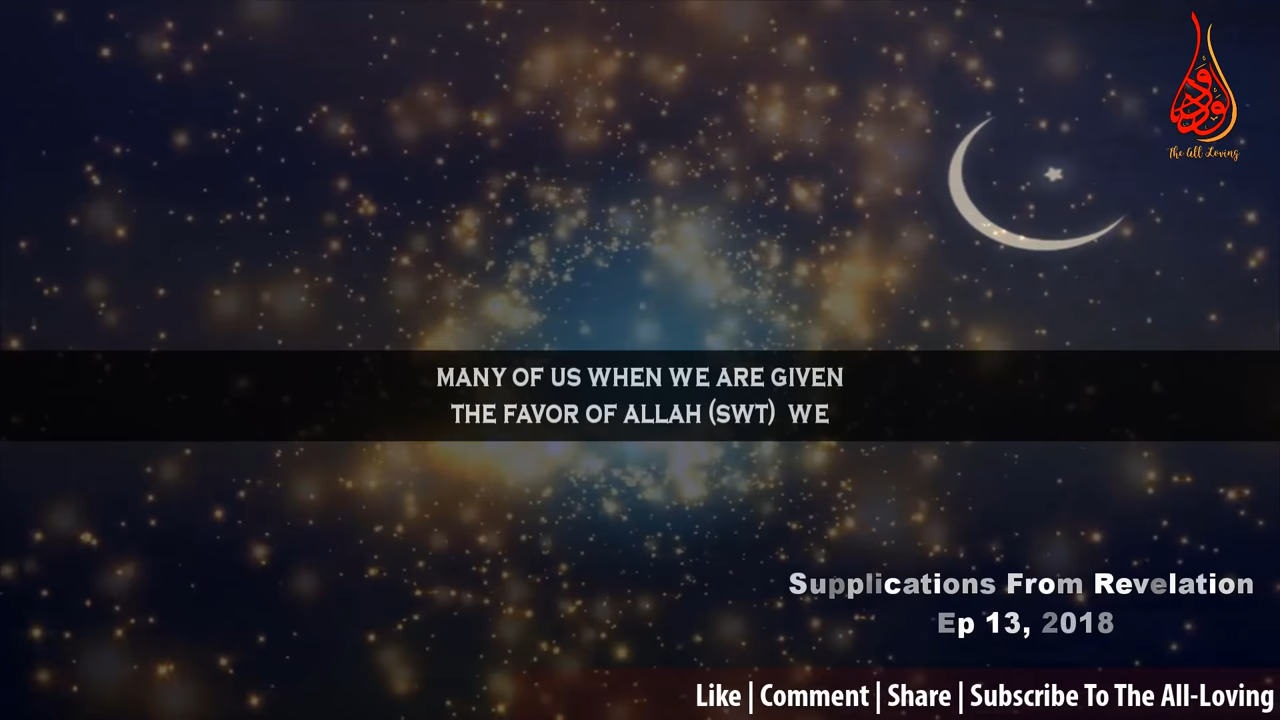 الودود
The All Loving
MANY OF US WHEN WE ARE GIVEN
THE FAVOR OF ALLAH (SWT) WE
Supplications From Revelation
Ep 13, 2018
Like | Comment | Share | Subscribe To The All-Loving